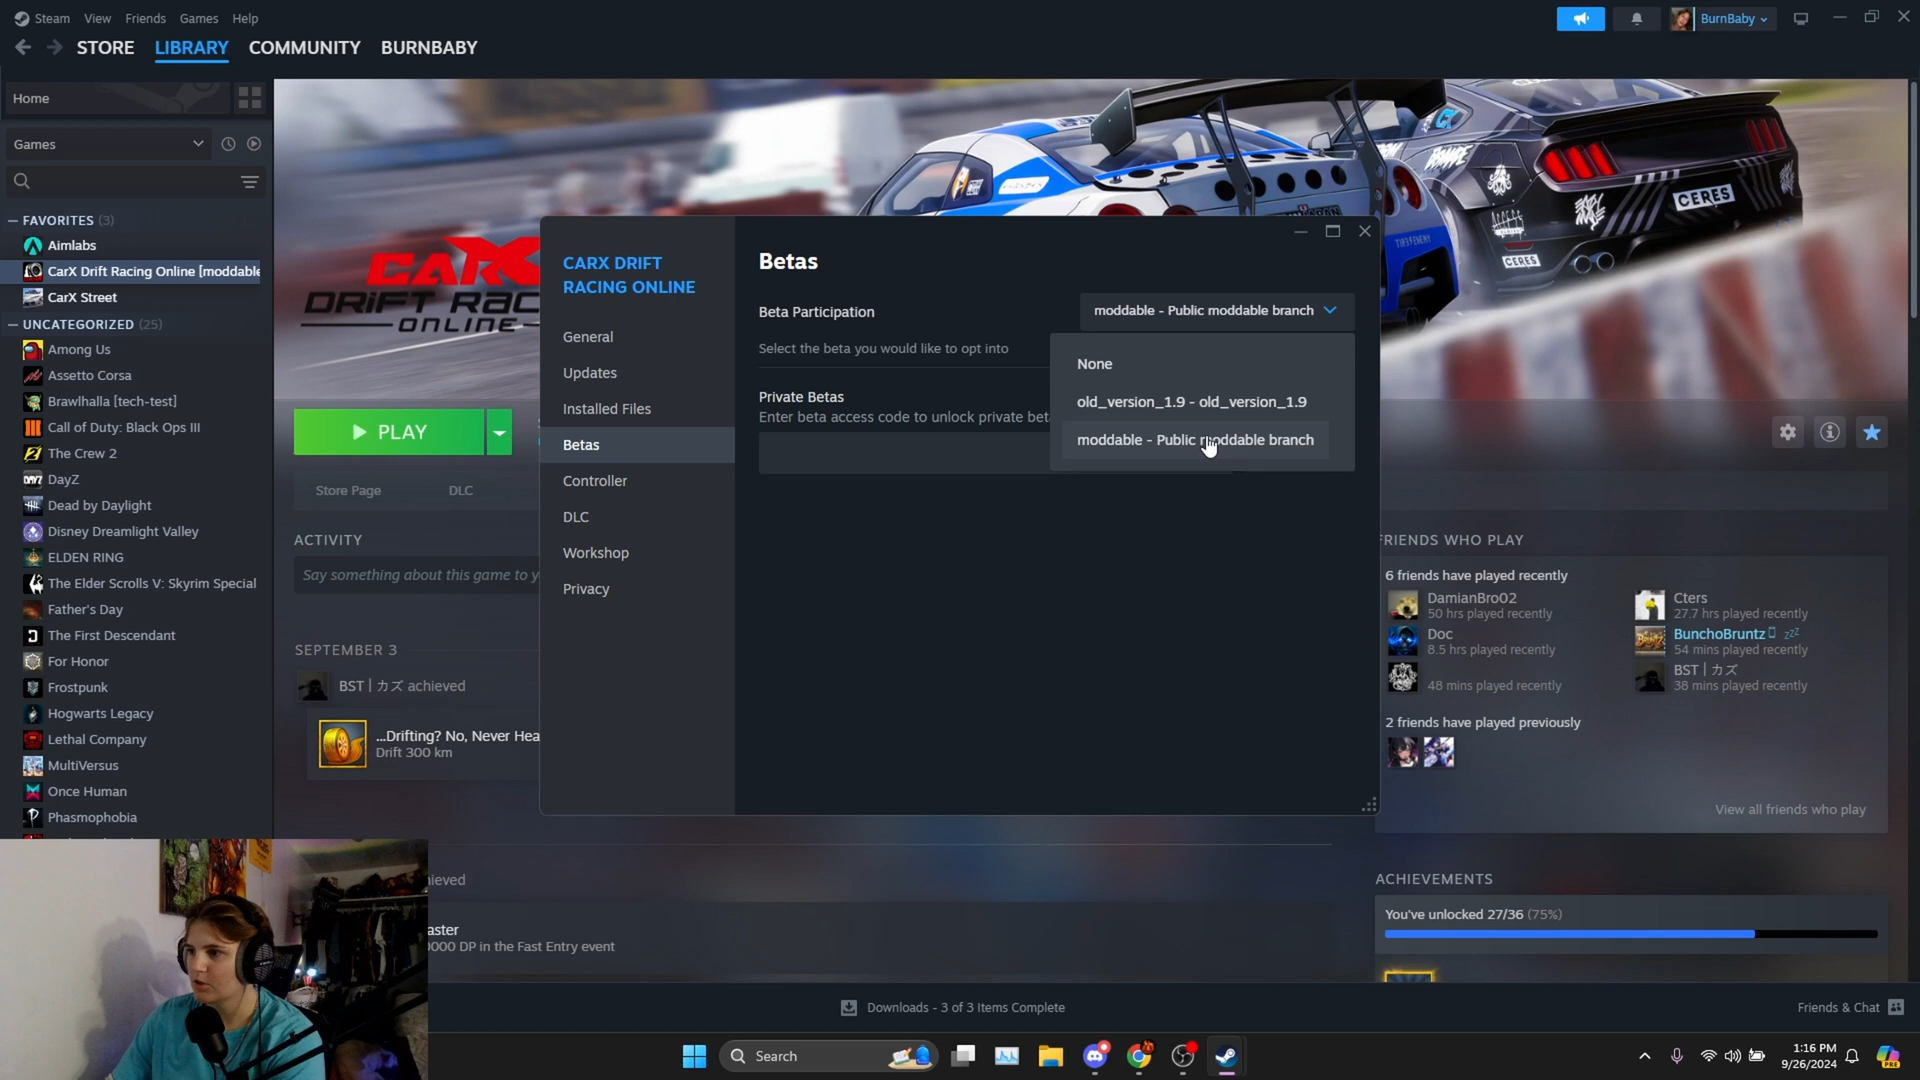 Steam View Friends Games Help
BurnBaby
STORE LIBRARY COMMUNITY BURNBABY
Home
Games
FAVORITES (3)
Aimlabs
CarX Drift Racing Online [moddable
CarX Street
UNCATEGORIZED (25)
Among Us
Assetto Corsa
Brawlhalla [tech-test]
Call of Duty: Black Ops III
The Crew 2
DayZ
Dead by Daylight
Disney Dreamlight Valley
ELDEN RING
The Elder Scrolls V: Skyrim Special
Father's Day
The First Descendant
For Honor
Frostpunk
Hogwarts Legacy
Lethal Company
MultiVersus
Once Human
Phasmophobia
CERES
CERES
CARX
DRIFT RAC
ONLINE
PLAY
Store Page DLC
ACTIVITY
Say something about this game to y
SEPTEMBER 3
BST | カズ achieved
...Drifting? No, Never Hea
Drift 300 km
ieved
aster
0000 DP in the Fast Entry event
CARX DRIFT
RACING ONLINE
General
Updates
Installed Files
Betas
Controller
DLC
Workshop
Privacy
Betas
Beta Participation
moddable - Public moddable branch
Select the beta you would like to opt into
None
old_version_1.9 - old_version_1.9
moddable - Public moddable branch
Private Betas
Enter beta access code to unlock private bet
FRIENDS WHO PLAY
6 friends have played recently
DamianBro02
50 hrs played recently
Cters
27.7 hrs played recently
Doc
8.5 hrs played recently
BunchoBruntz zzz
54 mins played recently
48 mins played recently
BST | カズ
38 mins played recently
2 friends have played previously
View all friends who play
ACHIEVEMENTS
You've unlocked 27/36 (75%)
Downloads - 3 of 3 Items Complete
Friends & Chat
Search
1:16 PM
9/26/2024
PRE